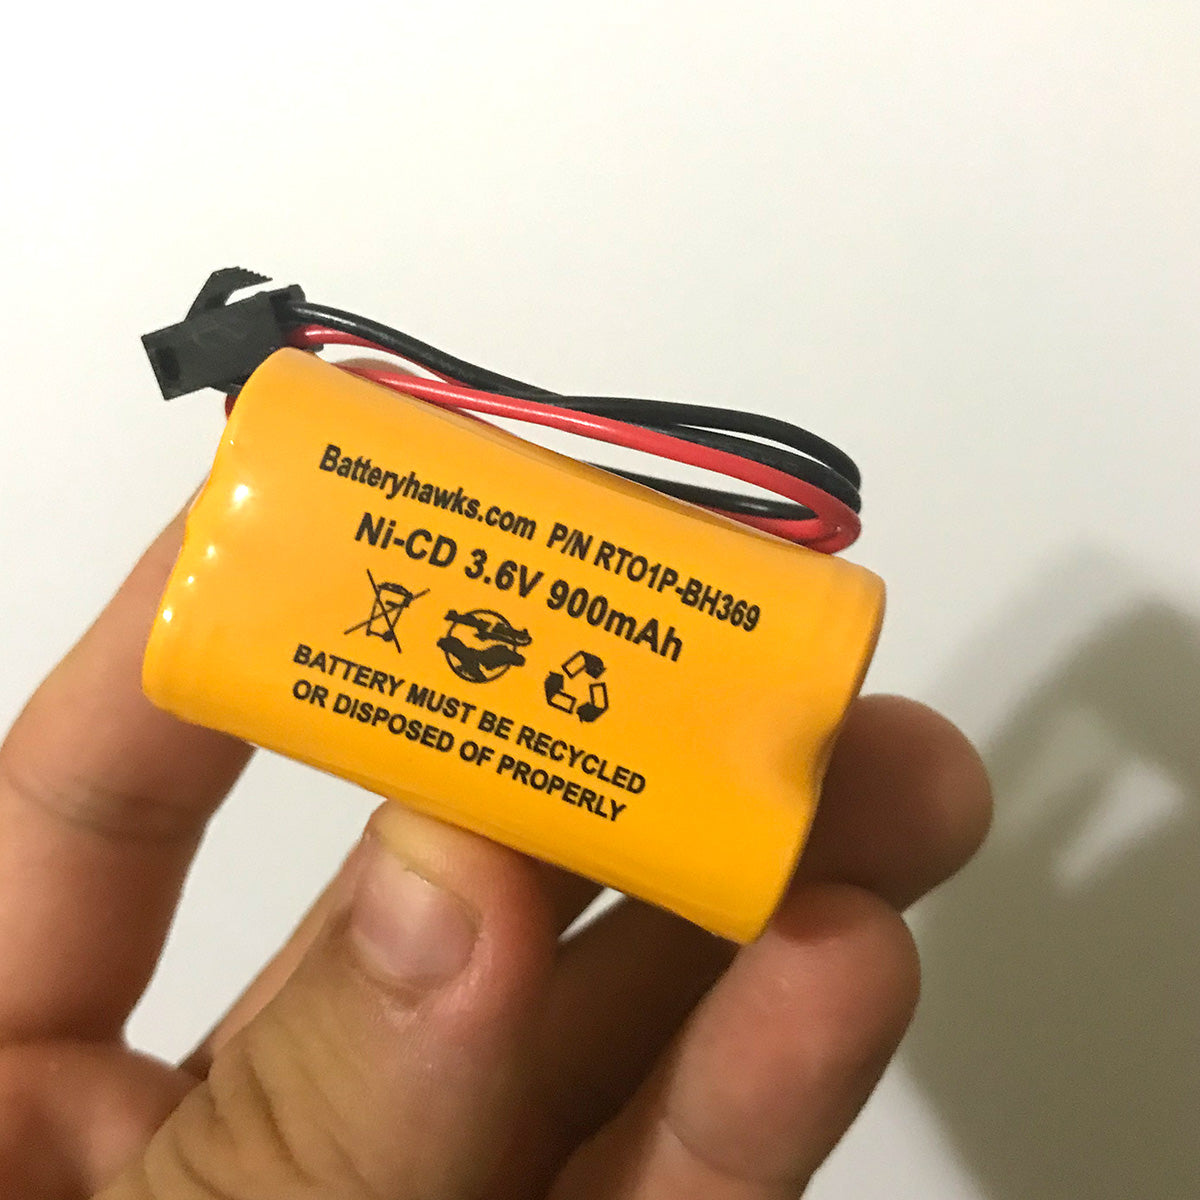 Batteryhawks.com P/N RTO1P-BH369
Ni-CD 3.6V 900mAh
BATTERY MUST BE RECYCLED
OR DISPOSED OF PROPERLY